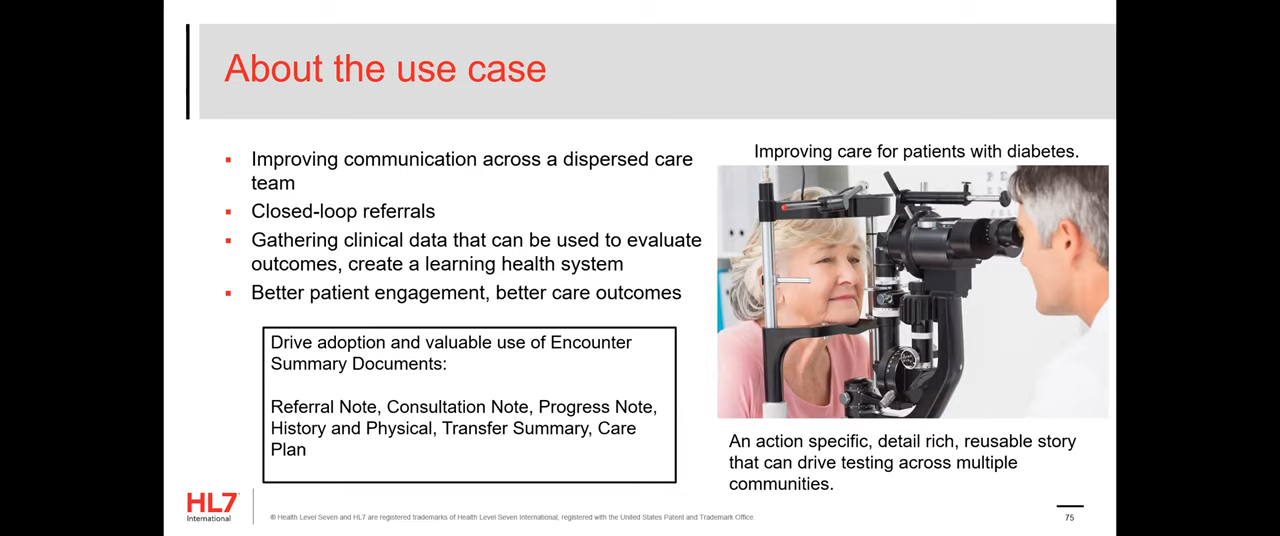 About the use case
Improving communication across a dispersed care
team
Closed-loop referrals
Gathering clinical data that can be used to evaluate
outcomes, create a learning health system
Better patient engagement, better care outcomes
Drive adoption and valuable use of Encounter
Summary Documents:
Referral Note, Consultation Note, Progress Note,
History and Physical, Transfer Summary, Care
Plan
Improving care for patients with diabetes.
An action specific, detail rich, reusable story
that can drive testing across multiple
communities.
HL7
International
® Health Level Seven and HL7 are registered trademarks of Health Level Seven International, registered with the United States Patent and Trademark Office.
75